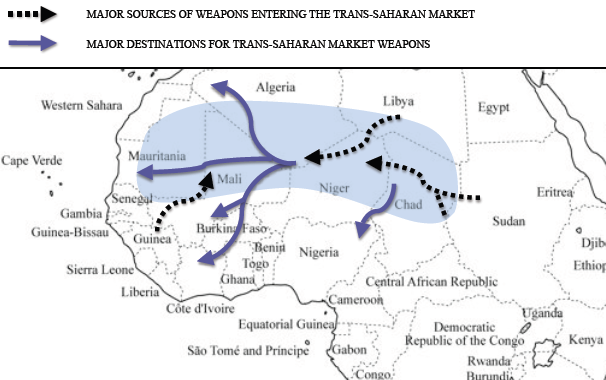 MAJOR SOURCES OF WEAPONS ENTERING THE TRANS-SAHARAN MARKET
MAJOR DESTINATIONS FOR TRANS-SAHARAN MARKET WEAPONS
Algeria
Libya
Western Sahara
Egypt
Cape Verde
Mauritania
Mali
Niger
Chad
Eritrea
Senegal
Gambia
Guinea-Bissau
Guinea
Burkina Faso
Sudan
Benin
Nigeria
Djib
Togo
Ethiop
Sierra Leone
Ghana
Liberia
Central African Republic
Côte d'Ivoire
Cameroon
Equatorial Guinea
Uganda
Democratic
Republic of the Congo
Kenya
São Tomé and Príncipe
Gabon
Rwanda
Congo
Burundi